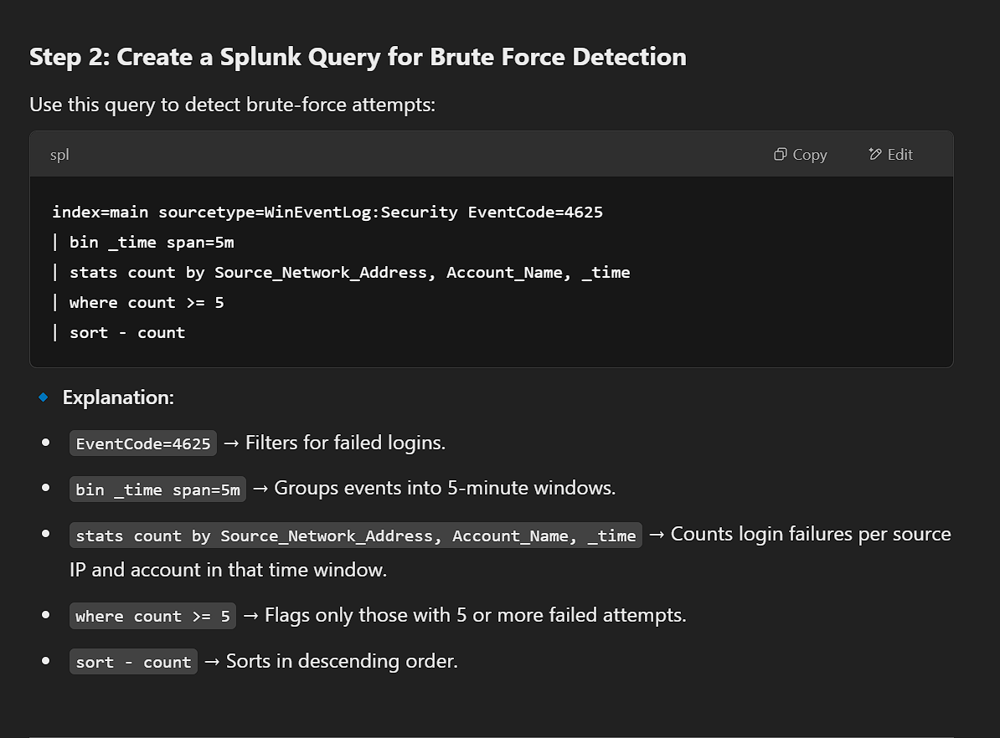 Step 2: Create a Splunk Query for Brute Force Detection
Use this query to detect brute-force attempts:
spl
Copy
Edit
index=main sourcetype=WinEventLog:Security EventCode=4625
| bin _time span=5m
| stats count by Source_Network_Address, Account_Name, _time
| where count >= 5
| sort - count
🔹 Explanation:
• EventCode=4625 → Filters for failed logins.
• bin _time span=5m → Groups events into 5-minute windows.
• stats count by Source_Network_Address, Account_Name, _time → Counts login failures per source
IP and account in that time window.
• where count >= 5 → Flags only those with 5 or more failed attempts.
• sort - count → Sorts in descending order.